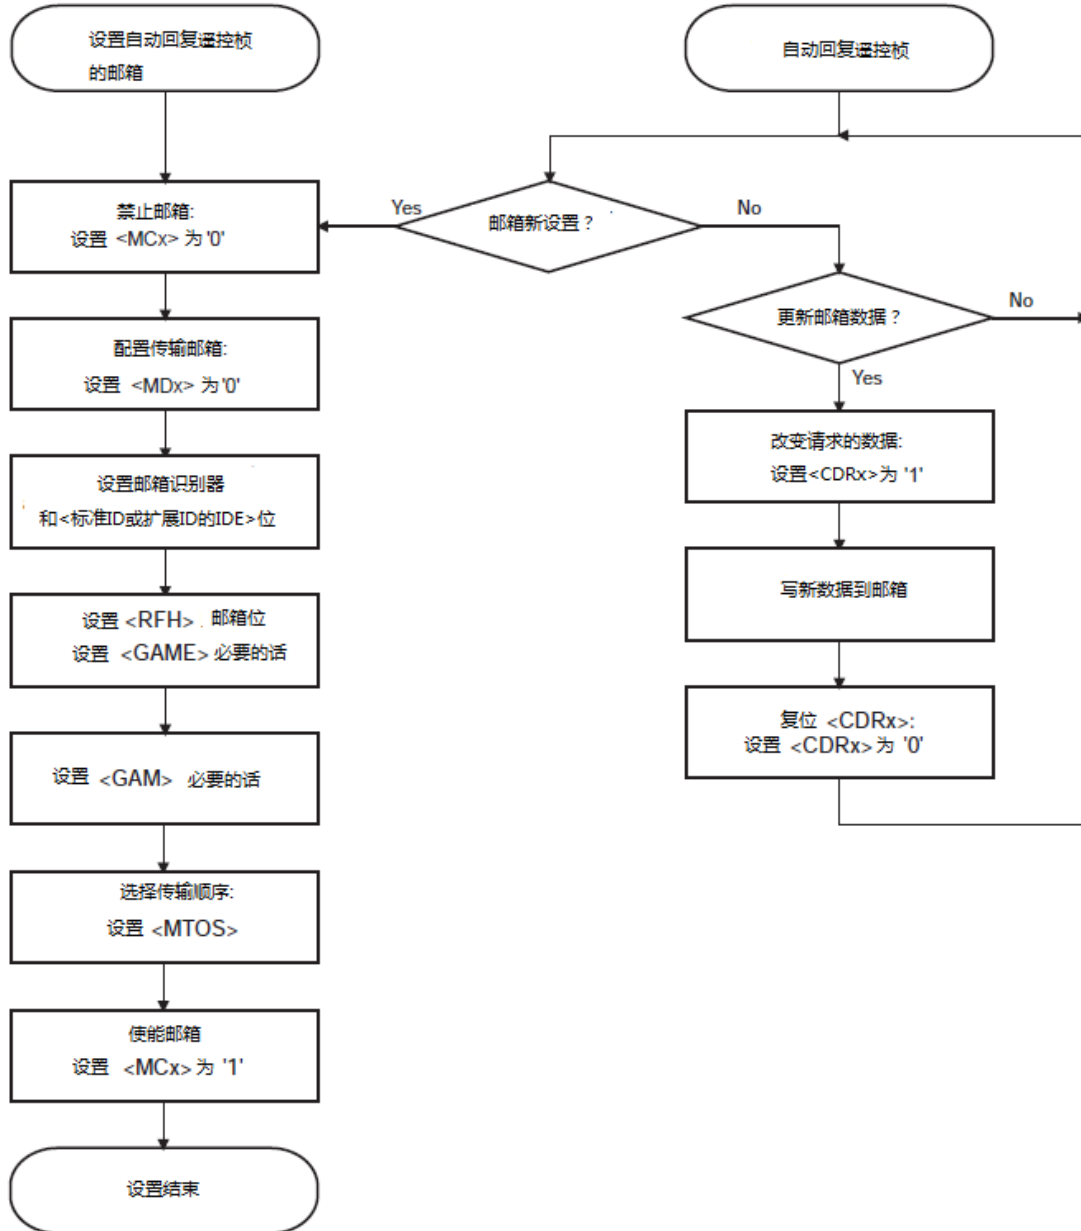 设置自动回复遥控桢
的邮箱
禁止邮箱:
设置 <MCx> 为'0'
配置传输邮箱:
设置 <MDx> 为'0'
设置邮箱识别器
和<标准ID或扩展ID的IDE>位
设置 <RFH> 邮箱位
设置 <GAME> 必要的话
设置 <GAM> 必要的话
选择传输顺序:
设置 <MTOS>
使能邮箱
设置 <MCx> 为 '1'
设置结束
自动回复遥控桢
Yes
邮箱新设置？
No
更新邮箱数据？
No
Yes
改变请求的数据:
设置<CDRx>为 '1'
写新数据到邮箱
复位 <CDRx>:
设置 <CDRx> 为 '0'